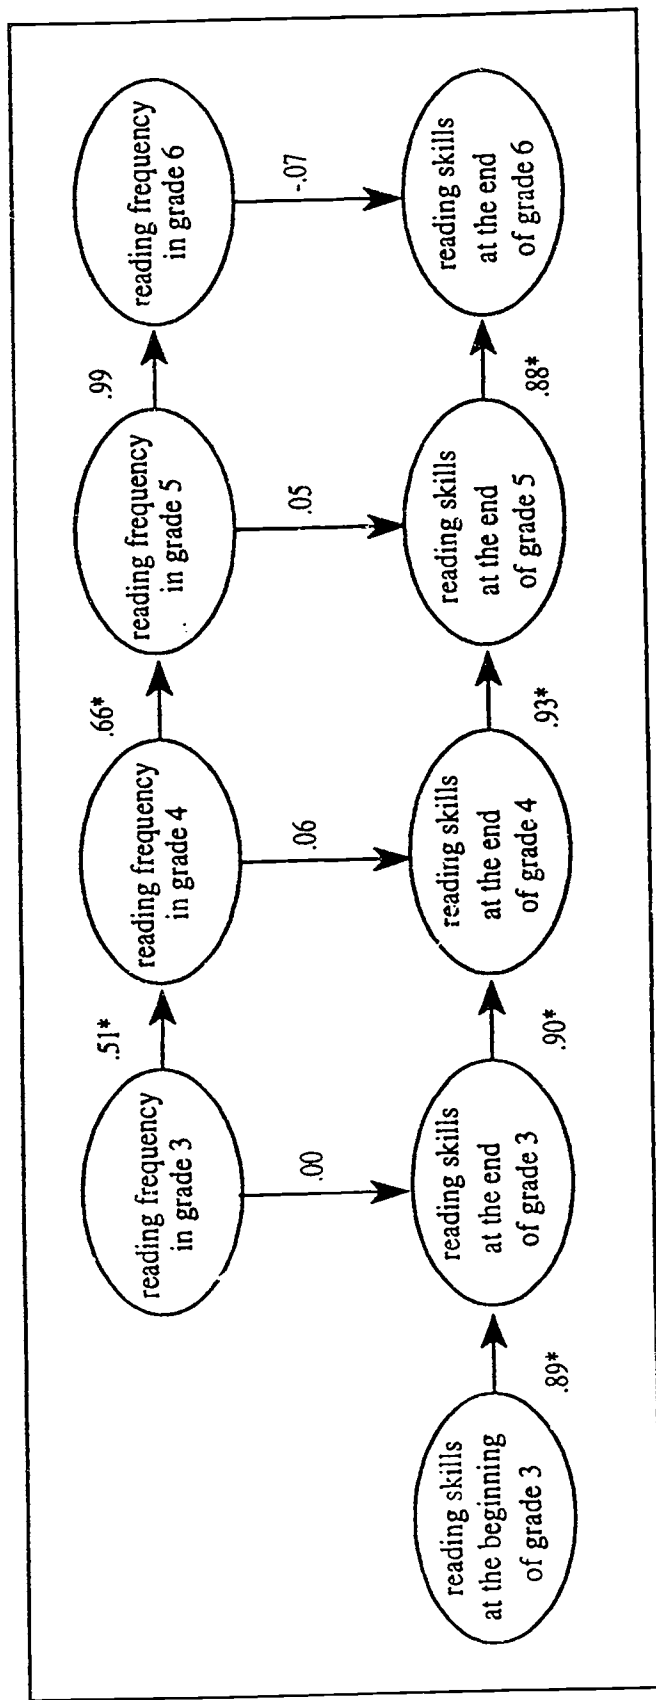 reading frequency
in grade 3
.51*
reading frequency
in grade 4
.66*
reading frequency
in grade 5
.99
reading frequency
in grade 6
.00
.06
.05
-.07
reading skills
at the beginning
of grade 3
.89*
reading skills
at the end
of grade 3
.90*
reading skills
at the end
of grade 4
.93*
reading skills
at the end
of grade 5
.88*
reading skills
at the end
of grade 6